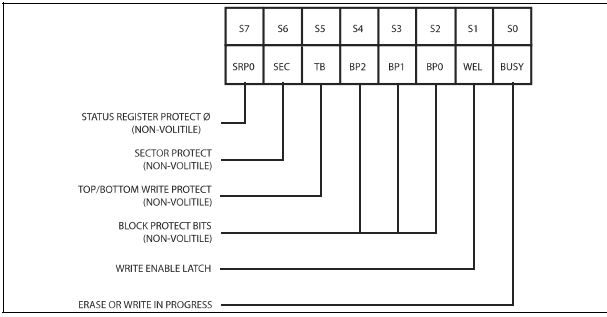 S7 S6 S5 S4 S3 S2 S1 S0
SRP0 SEC TB BP2 BP1 BP0 WEL BUSY
STATUS REGISTER PROTECT Ø
(NON-VOLITILE)
SECTOR PROTECT
(NON-VOLITILE)
TOP/BOTTOM WRITE PROTECT
(NON-VOLITILE)
BLOCK PROTECT BITS
(NON-VOLITILE)
WRITE ENABLE LATCH
ERASE OR WRITE IN PROGRESS